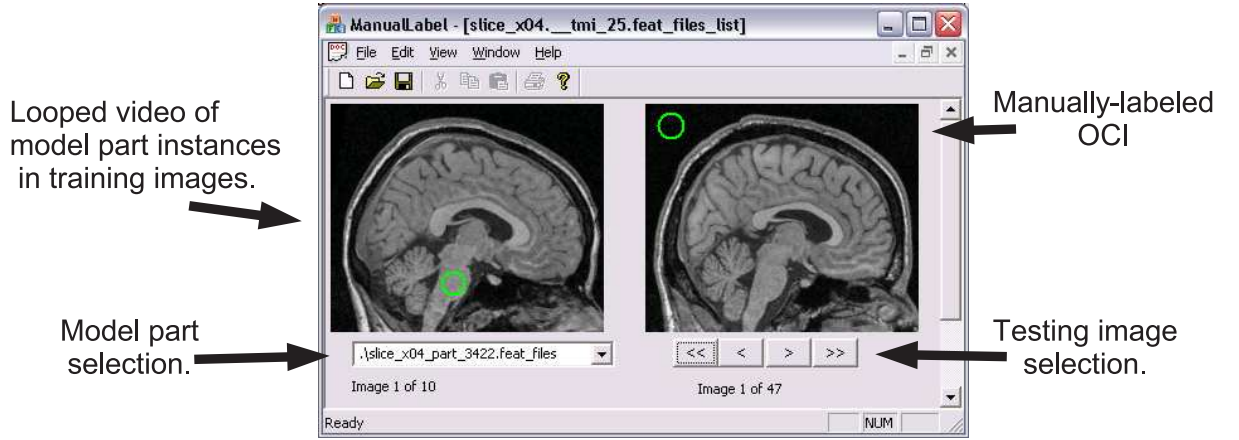 ManualLabel - [slice_x04.__tmi_25.feat_files_list]
DOC
File Edit View Window Help
Looped video of
model part instances
in training images.
Manually-labeled
OCI
Model part
selection.
.\slice_x04_part_3422.feat_files
<< < > >>
Testing image
selection.
Image 1 of 10
Image 1 of 47
Ready
NUM